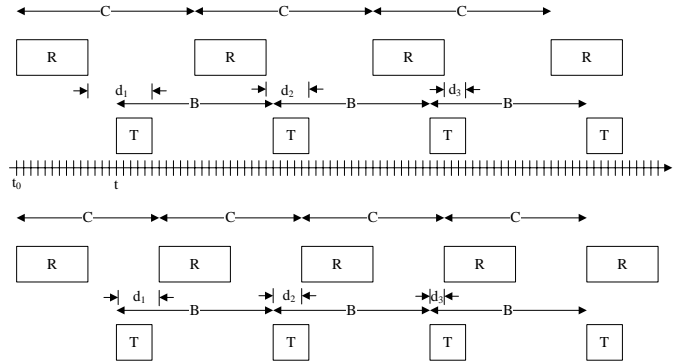 C C C
R R R R
d₁ d₂ d₃
B B B
T T T T
t₀ t
C C C C
R R R R R
d₁ d₂ d₃
B B B
T T T T